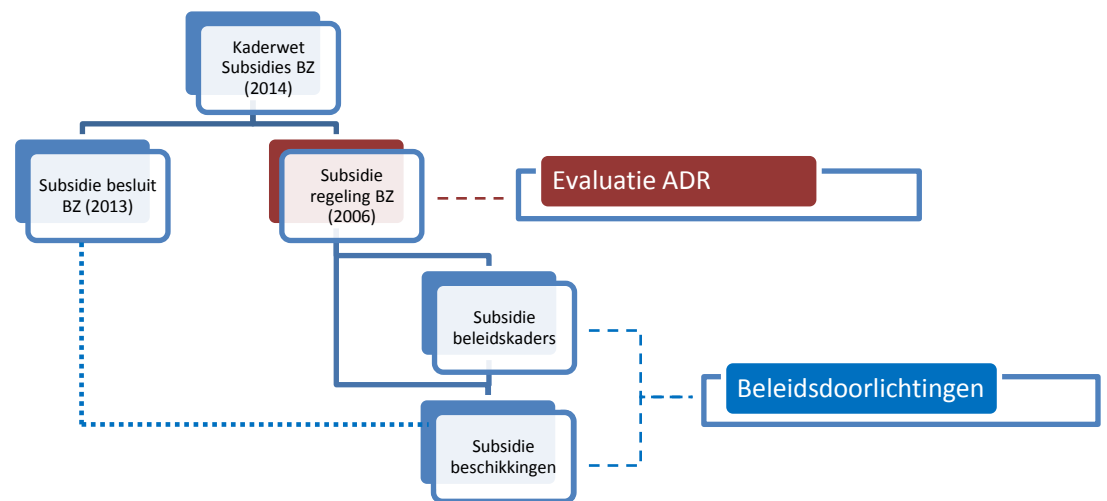 Kaderwet
Subsidies BZ
(2014)
Subsidie besluit
BZ (2013)
Subsidie
regeling BZ
(2006)
Evaluatie ADR
Subsidie
beleidskaders
Beleidsdoorlichtingen
Subsidie
beschikkingen